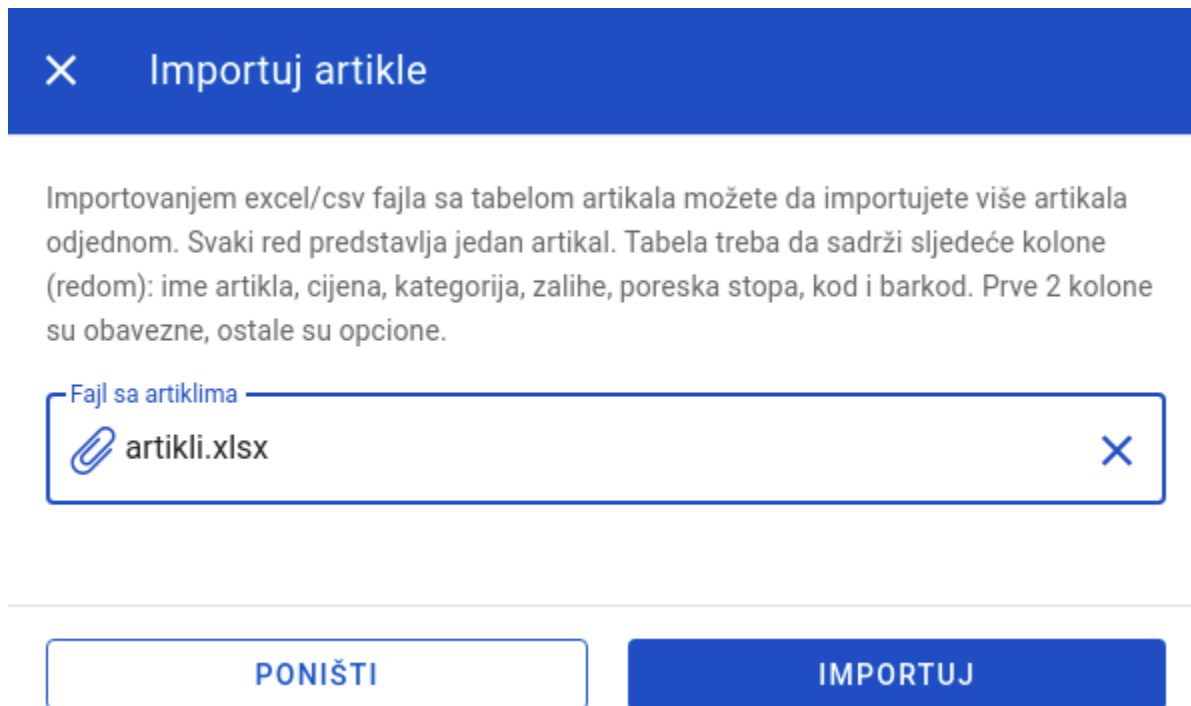 Importuj artikle
Importovanjem excel/csv fajla sa tabelom artikala možete da importujete više artikala
odjednom. Svaki red predstavlja jedan artikal. Tabela treba da sadrži sljedeće kolone
(redom): ime artikla, cijena, kategorija, zalihe, poreska stopa, kod i barkod. Prve 2 kolone
su obavezne, ostale su opcione.
Fajl sa artiklima
artikli.xlsx
PONIŠTI
IMPORTUJ